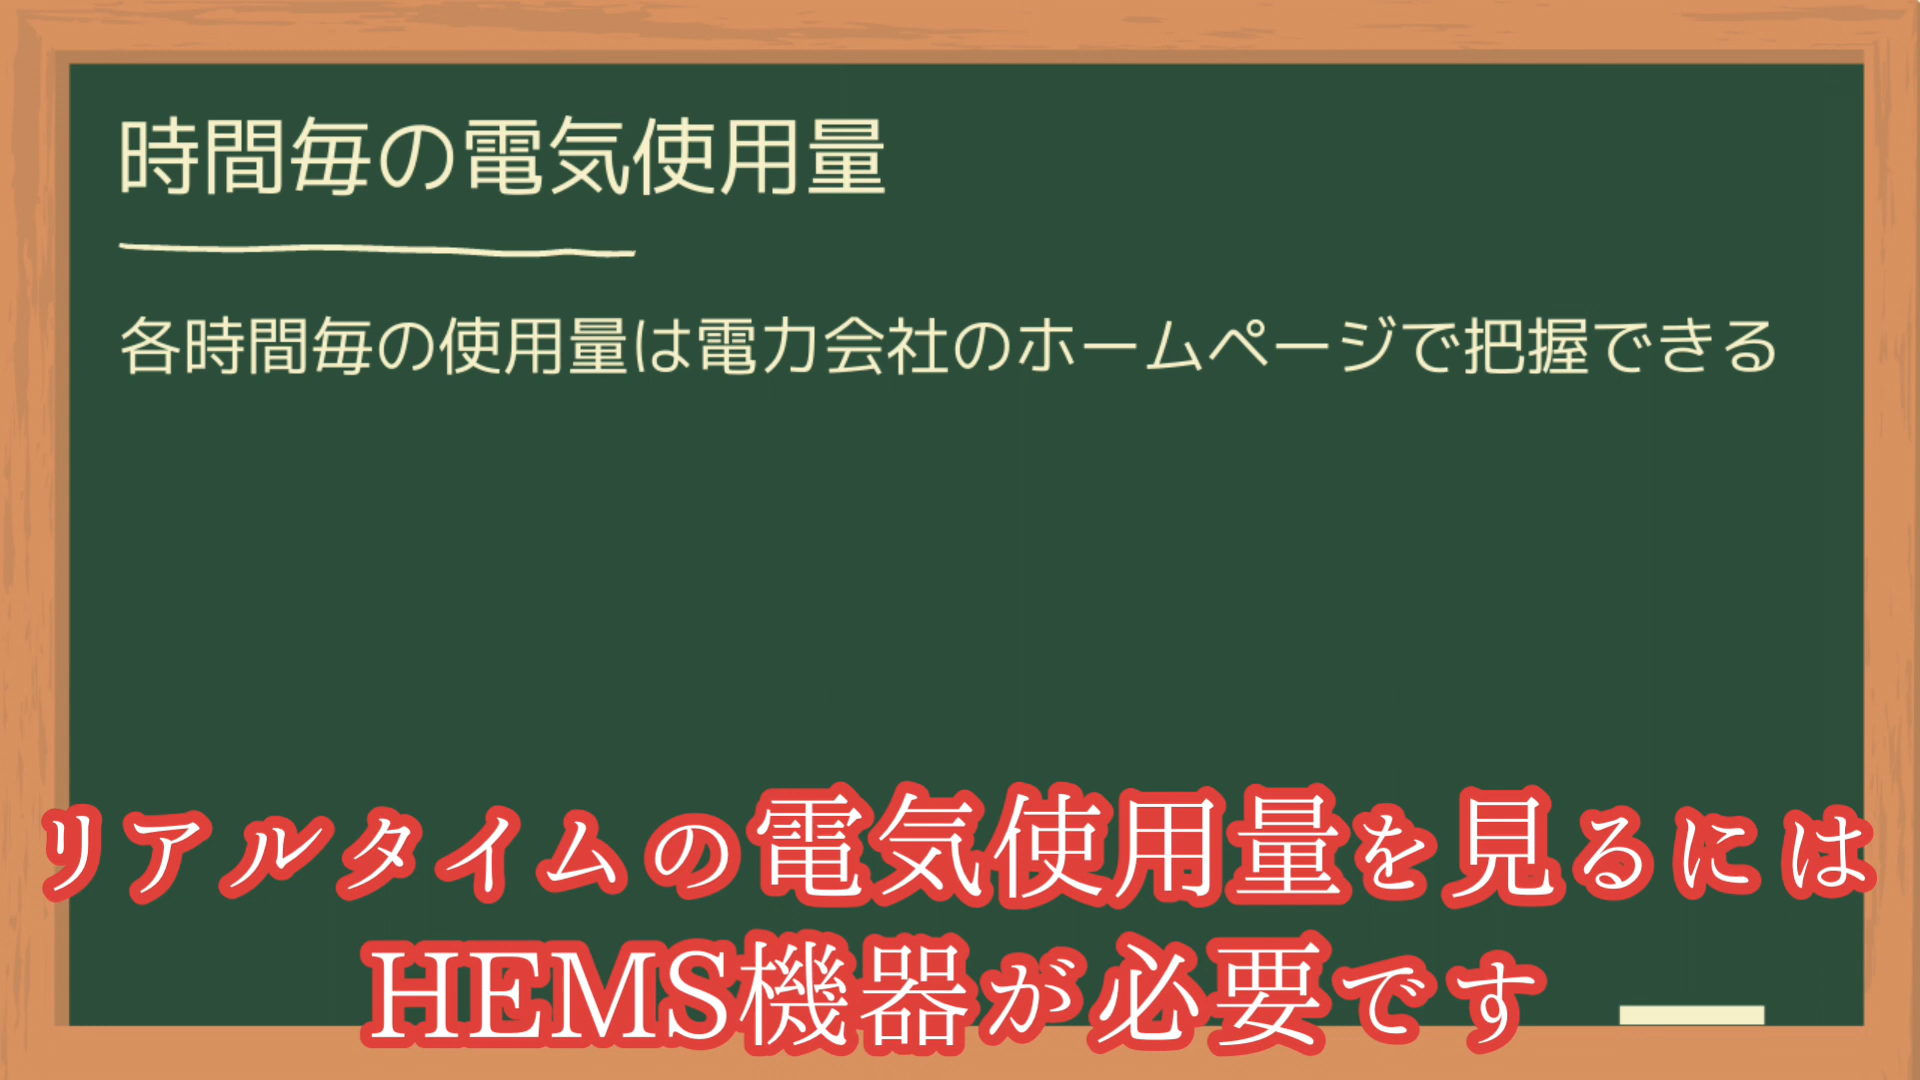 時間毎の電気使用量
各時間毎の使用量は電力会社のホームページで把握できる
リアルタイムの電気使用量を見るには
HEMS機器が必要です